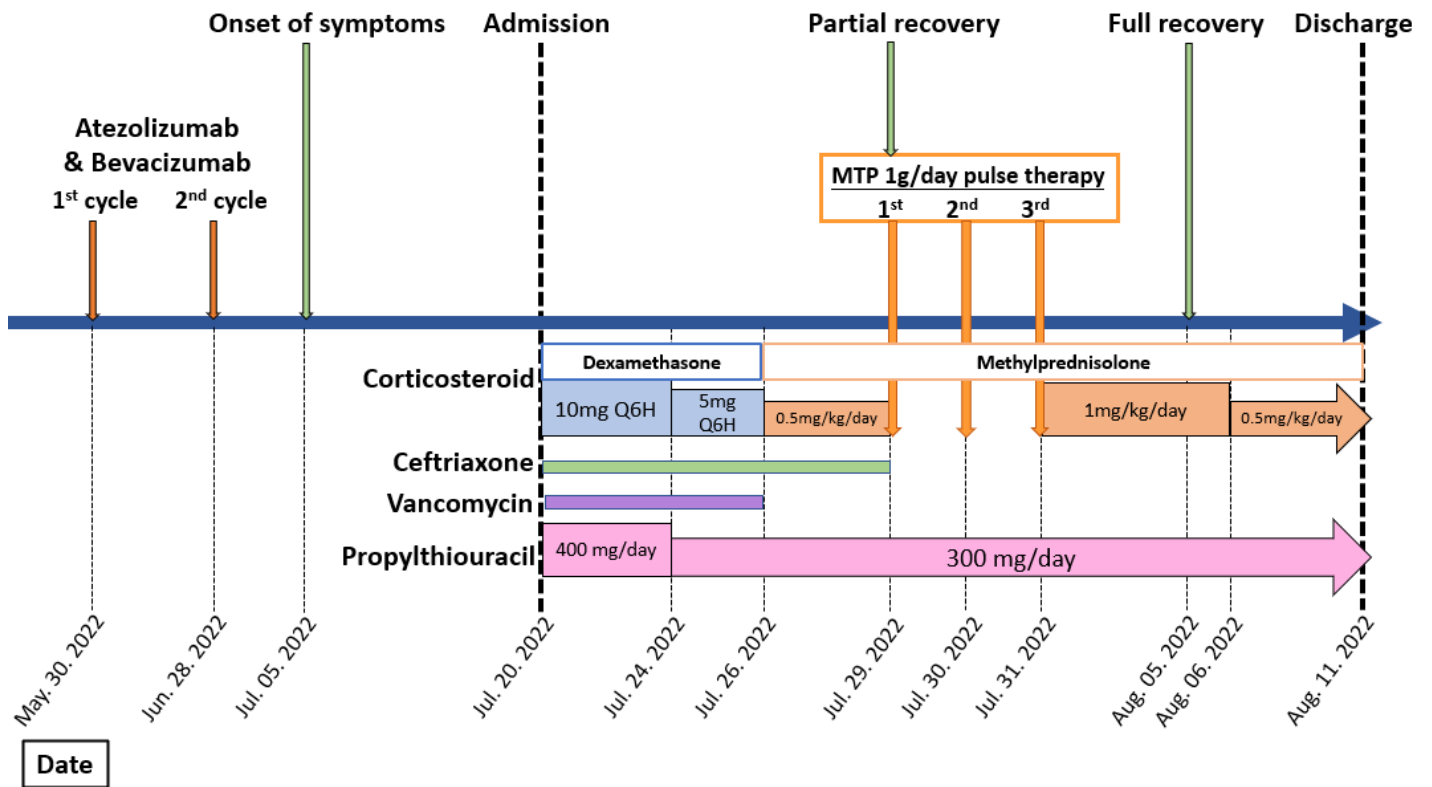 Onset of symptoms
Admission
Partial recovery
Full recovery
Discharge
Atezolizumab
& Bevacizumab
1st cycle
2nd cycle
MTP 1g/day pulse therapy
1st
2nd
3rd
Corticosteroid
Dexamethasone
Methylprednisolone
10mg Q6H
5mg
Q6H
0.5mg/kg/day
1mg/kg/day
0.5mg/kg/day
Ceftriaxone
Vancomycin
Propylthiouracil
400 mg/day
300 mg/day
May. 30. 2022
Jun. 28. 2022
Jul. 05. 2022
Jul. 20. 2022
Jul. 24. 2022
Jul. 26. 2022
Jul. 29. 2022
Jul. 30. 2022
Jul. 31. 2022
Aug. 05. 2022
Aug. 06. 2022
Aug. 11. 2022
Date